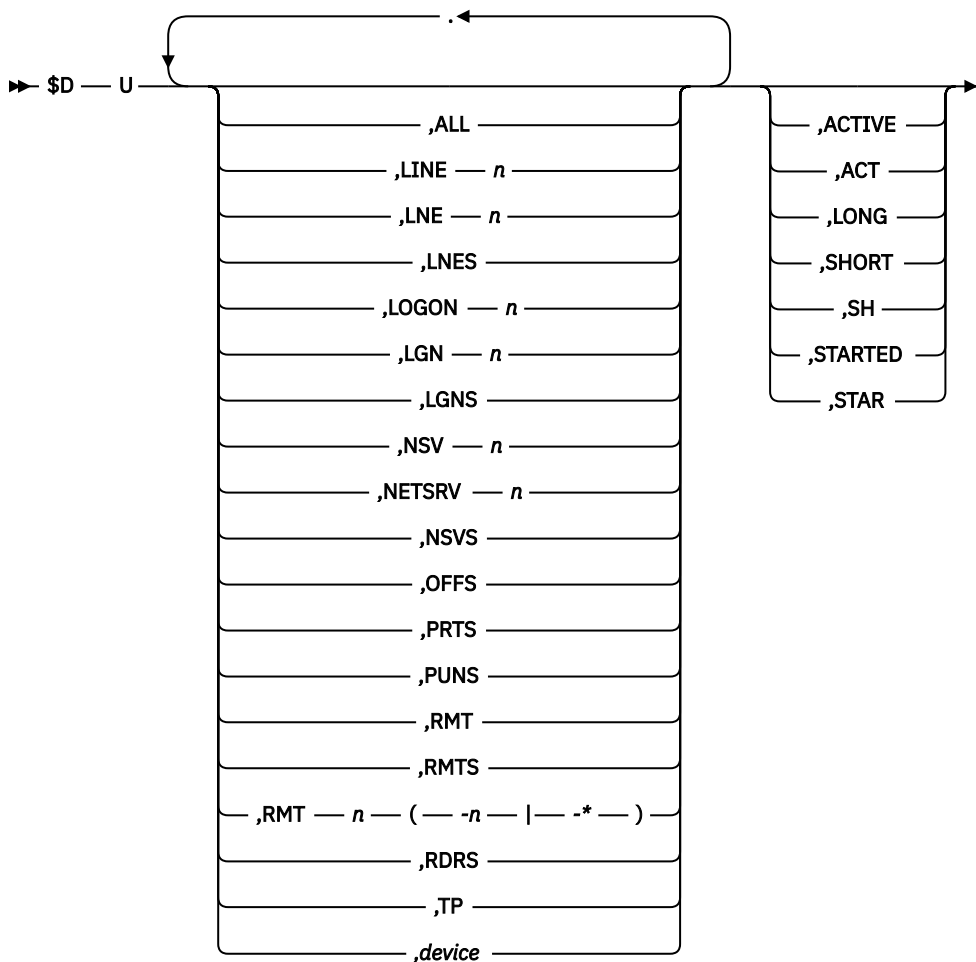 .
$D U
,ALL ,ACTIVE
,LINE n ,ACT
,LNE n ,LONG
,LNES ,SHORT
,LOGON n ,SH
,LGN n ,STARTED
,LGNS ,STAR
,NSV n
,NETSRV n
,NSVS
,OFFS
,PRTS
,PUNS
,RMT
,RMTS
,RMT n ( -n | -* )
,RDRS
,TP
,device